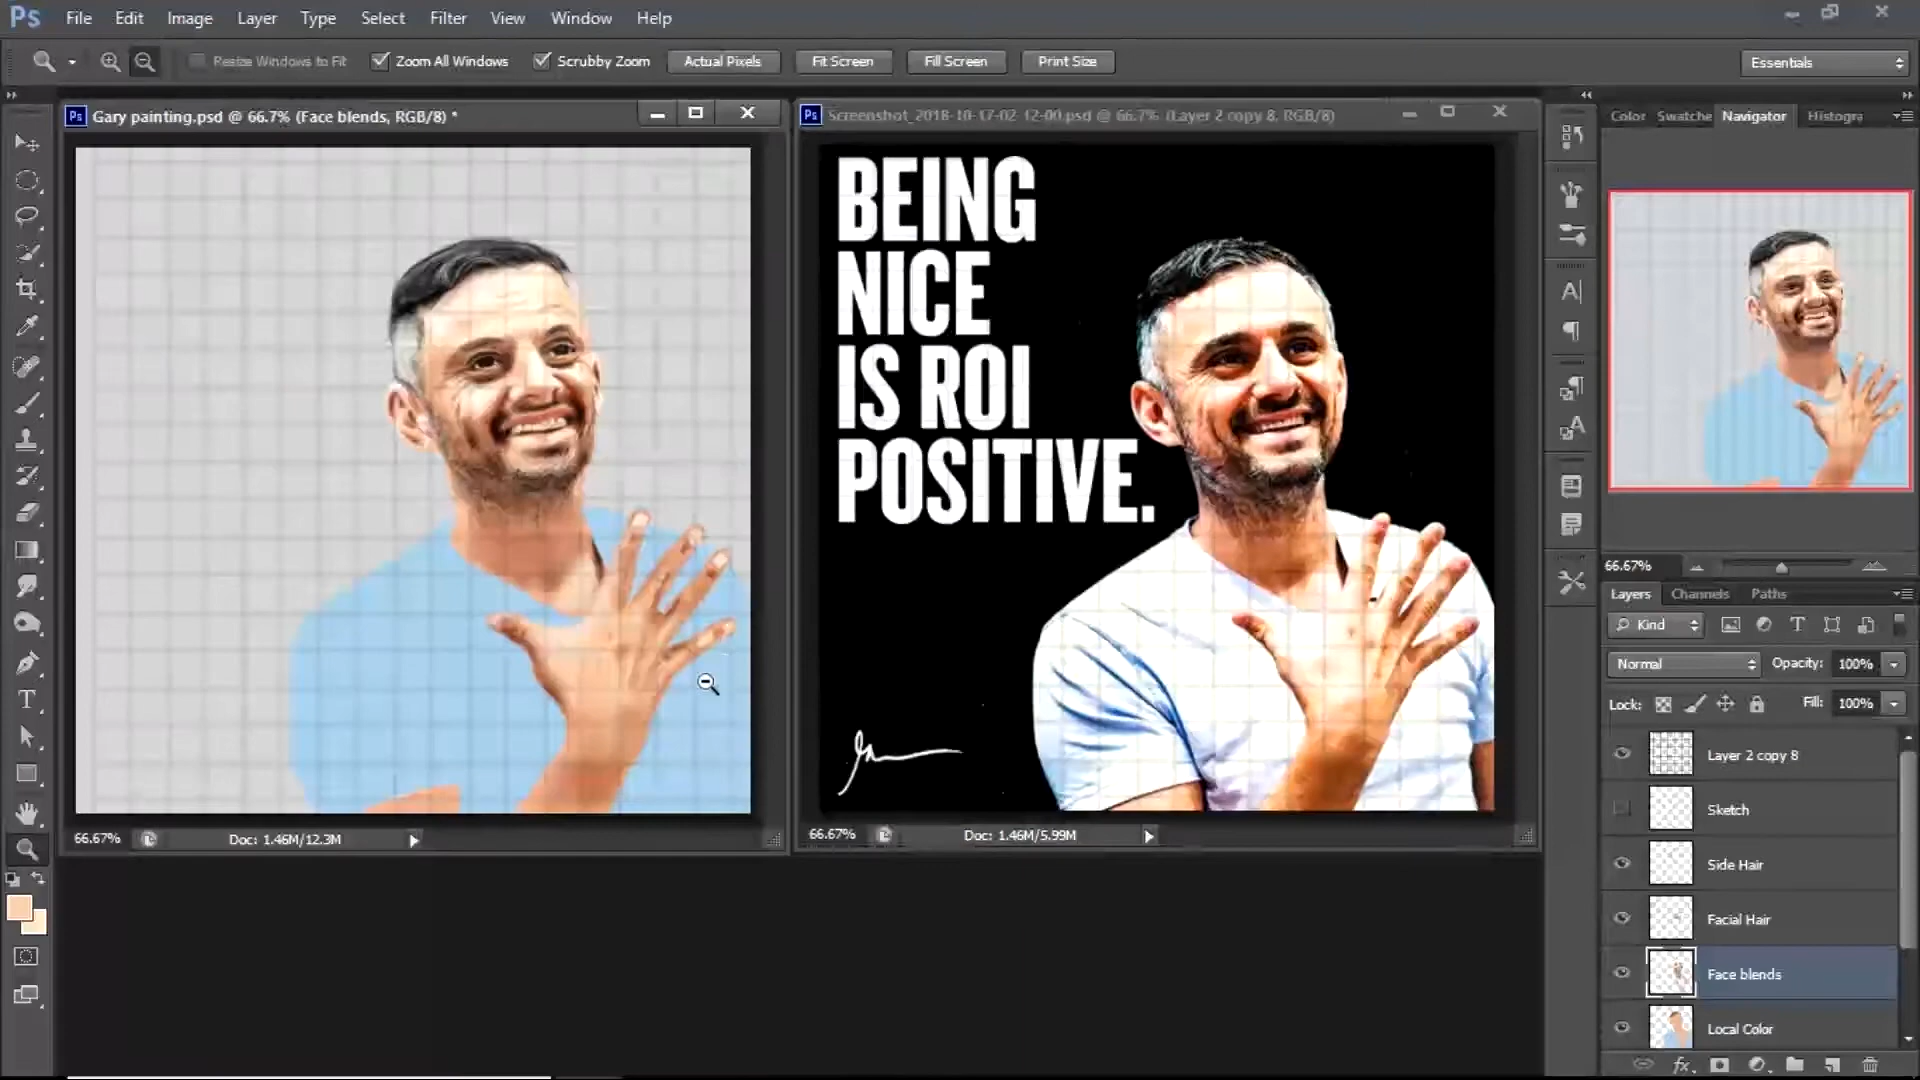 Ps File Edit Image Layer Type Select Filter View Window Help
Resize Windows to Fit Zoom All Windows Scrubby Zoom Actual Pixels Fit Screen Fill Screen Print Size Essentials
Ps Gary painting.psd @ 66.7% (Face blends, RGB/8) *
Ps Screenshot_2018-10-17-02-12-00.psd @ 66.7% (Layer 2 copy 8, RGB/8)
Color Swatche Navigator Histogra
BEING
NICE
IS ROI
POSITIVE.
66.67% Doc: 1.46M/12.3M
66.67% Doc: 1.46M/5.99M
66.67%
Layers Channels Paths
Kind
Normal Opacity: 100%
Lock: Fill: 100%
Layer 2 copy 8
Sketch
Side Hair
Facial Hair
Face blends
Local Color